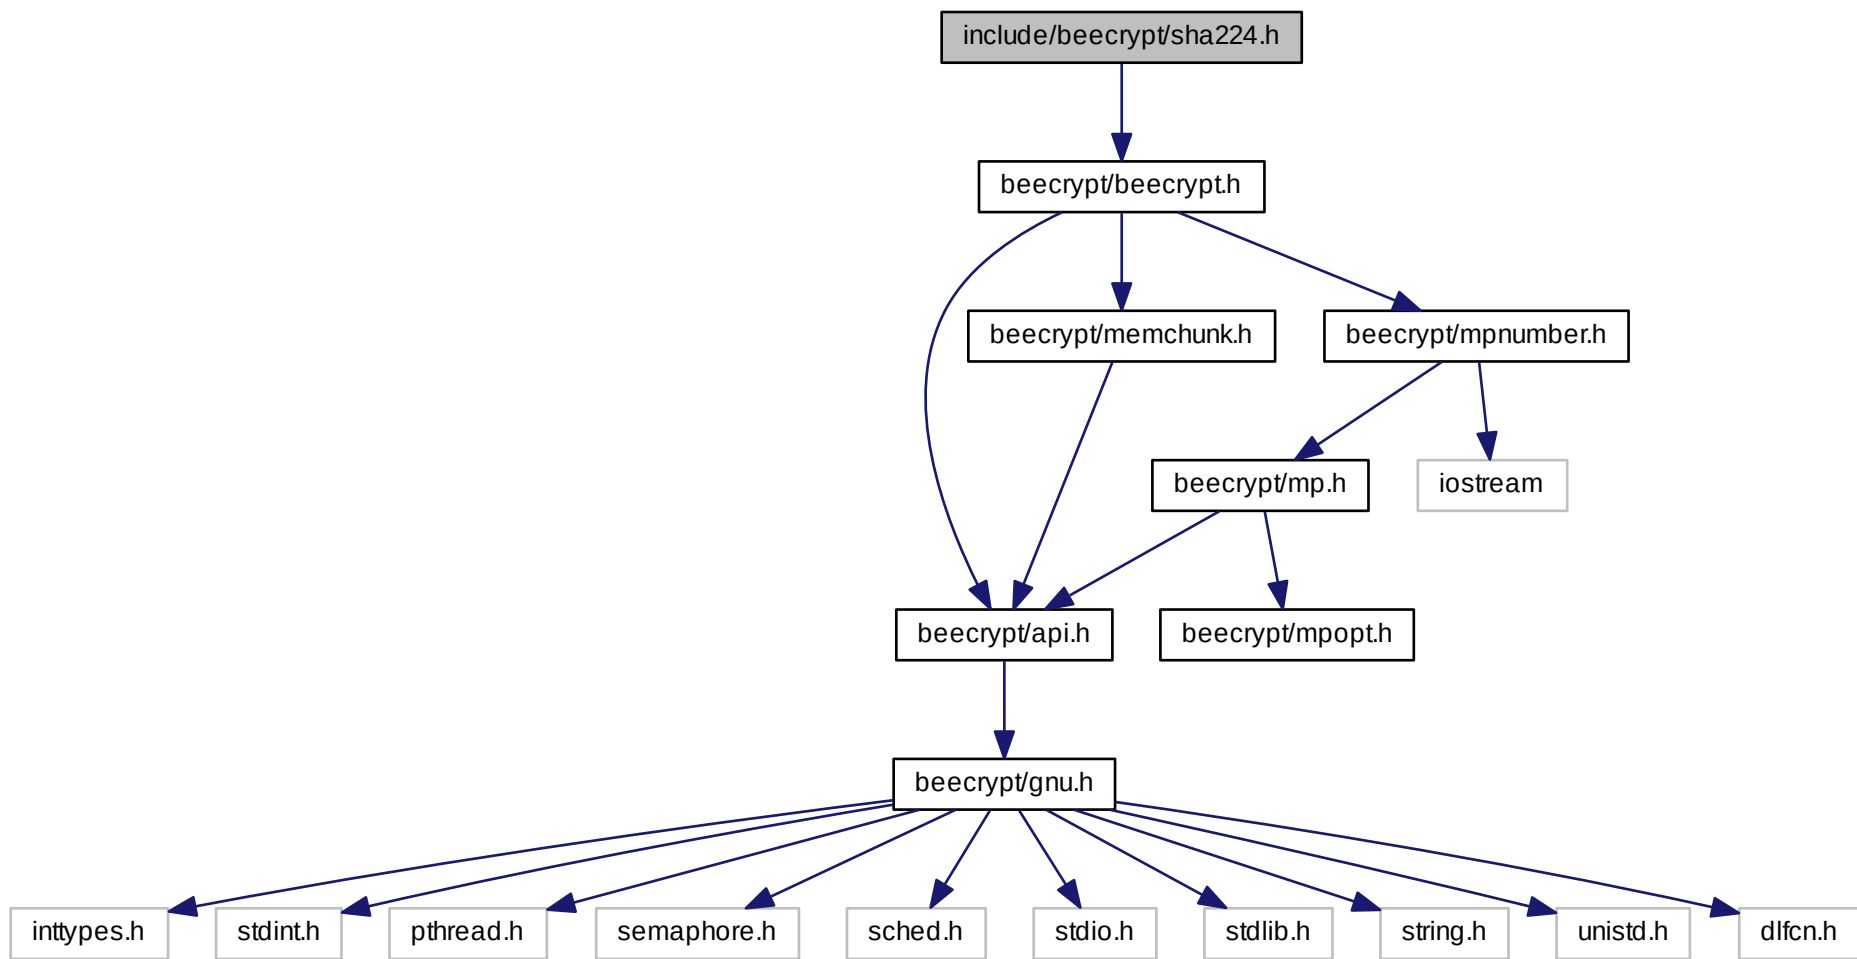 include/beecrypt/sha224.h
beecrypt/beecrypt.h
beecrypt/memchunk.h
beecrypt/mpnumber.h
beecrypt/mp.h
iostream
beecrypt/api.h
beecrypt/mpopt.h
beecrypt/gnu.h
inttypes.h
stdint.h
pthread.h
semaphore.h
sched.h
stdio.h
stdlib.h
string.h
unistd.h
dlfcn.h